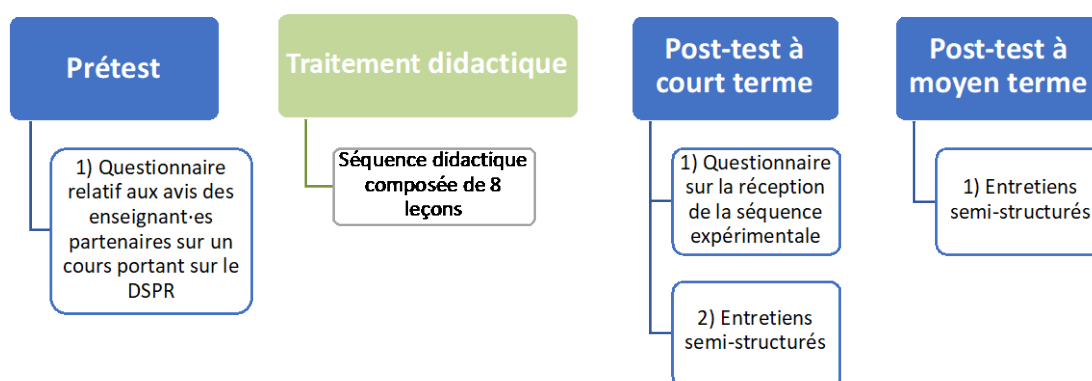 Prétest
1) Questionnaire
relatif aux avis des
enseignant·es
partenaires sur un
cours portant sur le
DSPR
Traitement didactique
Séquence didactique
composée de 8
leçons
Post-test à
court terme
1) Questionnaire
sur la réception
de la séquence
expérimentale
2) Entretiens
semi-structurés
Post-test à
moyen terme
1) Entretiens
semi-structurés